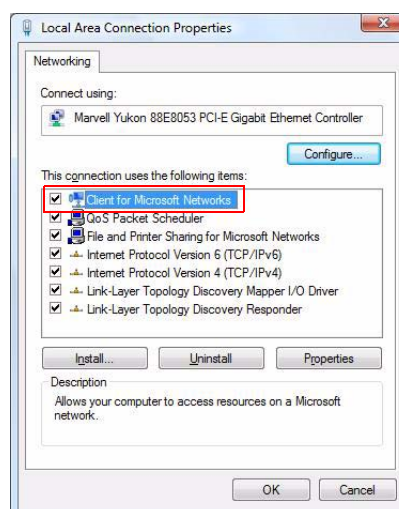 Local Area Connection Properties
Networking
Connect using:
Marvell Yukon 88E8053 PCI-E Gigabit Ethernet Controller
Configure...
This connection uses the following items:
Client for Microsoft Networks
QoS Packet Scheduler
File and Printer Sharing for Microsoft Networks
Internet Protocol Version 6 (TCP/IPv6)
Internet Protocol Version 4 (TCP/IPv4)
Link-Layer Topology Discovery Mapper I/O Driver
Link-Layer Topology Discovery Responder
Install...
Uninstall
Properties
Description
Allows your computer to access resources on a Microsoft
network.
OK
Cancel